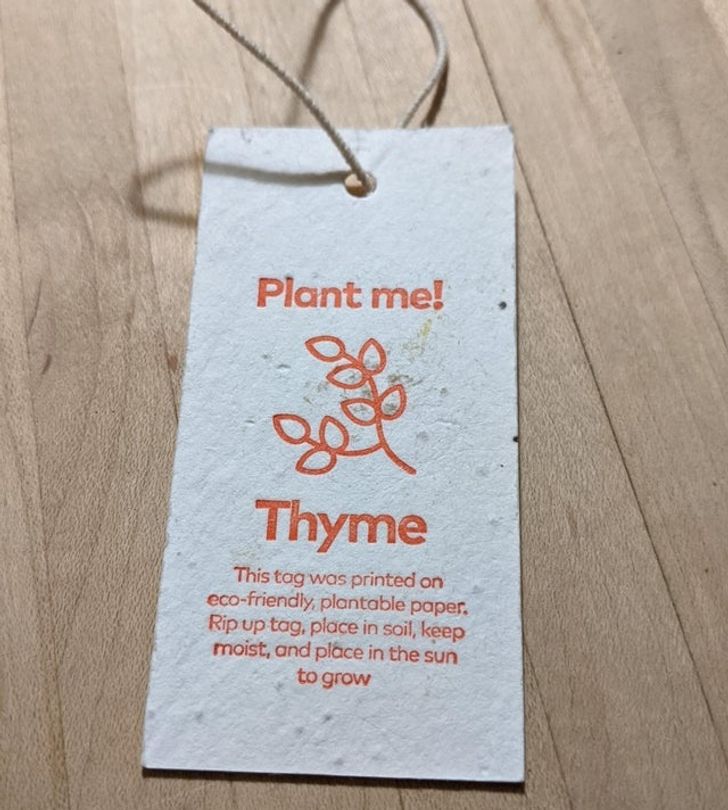 Plant me!
Thyme
This tag was printed on
eco-friendly, plantable paper.
Rip up tag, place in soil, keep
moist, and place in the sun
to grow